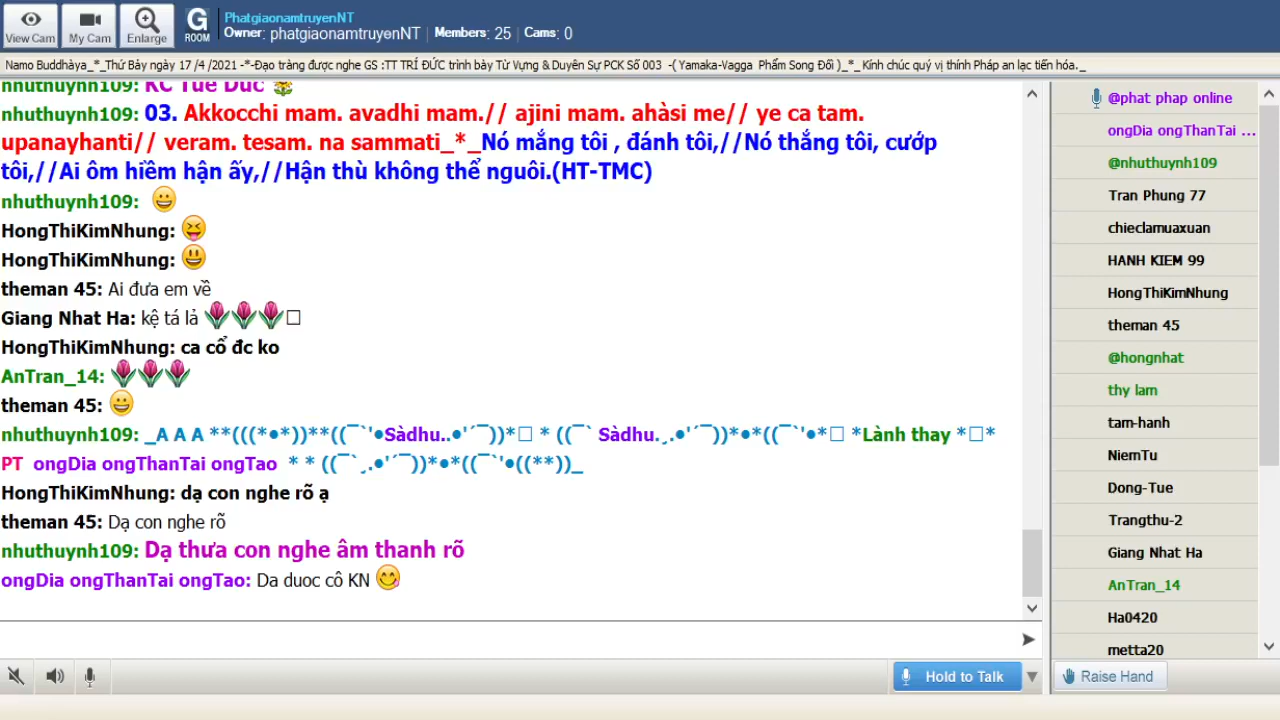 View Cam
My Cam
Enlarge
G
ROOM
PhatgiaonamtruyenNT
Owner: phatgiaonamtruyenNT | Members: 25 | Cams: 0
Namo Buddhàya_*_Thứ Bảy ngày 17 /4 /2021 -*-Đạo tràng được nghe GS :TT TRÍ ĐỨC trình bày Từ Vựng & Duyên Sự PCK Số 003 -( Yamaka-Vagga Phẩm Song Đối )_*_ Kính chúc quý vị thính Pháp an lạc tiến hóa._
nhuthuynh109: KC Tuệ Đức
nhuthuynh109: 03. Akkocchi mam. avadhi mam.// ajini mam. ahàsi me// ye ca tam.
upanayhanti// veram. tesam. na sammati_*_Nó mắng tôi , đánh tôi,//Nó thắng tôi, cướp
tôi,//Ai ôm hiềm hận ấy,//Hận thù không thể nguôi.(HT-TMC)
nhuthuynh109:
HongThiKimNhung:
HongThiKimNhung:
theman 45: Ai đưa em về
Giang Nhat Ha: kệ tá lả
HongThiKimNhung: ca cổ đc ko
AnTran_14:
theman 45:
nhuthuynh109: _A A A **(((*•*))**((¯`'•Sàdhu..•'´¯))*□ * ((¯` Sàdhu.¸.•'´¯))*•*((¯`'•*□ *Lành thay *□*
PT ongDia ongThanTai ongTao * * ((¯`¸.•'´¯))*•*((¯`'•((**))_
HongThiKimNhung: dạ con nghe rõ ạ
theman 45: Dạ con nghe rõ
nhuthuynh109: Dạ thưa con nghe âm thanh rõ
ongDia ongThanTai ongTao: Da duoc cô KN
@phat phap online
ongDia ongThanTai ...
@nhuthuynh109
Tran Phung 77
chieclamuaxuan
HANH KIEM 99
HongThiKimNhung
theman 45
@hongnhat
thy lam
tam-hanh
NiemTu
Dong-Tue
Trangthu-2
Giang Nhat Ha
AnTran_14
Ha0420
metta20
Hold to Talk
Raise Hand